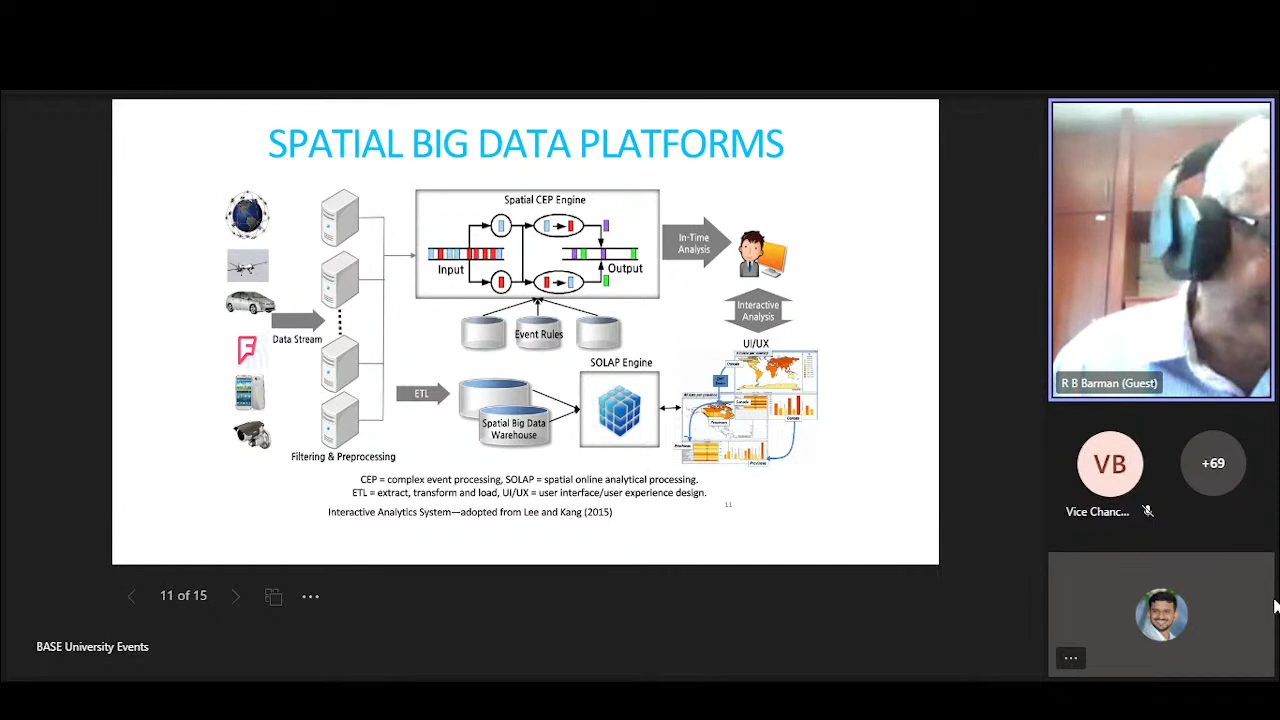 SPATIAL BIG DATA PLATFORMS
Spatial CEP Engine
Input
Output
In-Time
Analysis
Data Stream
Event Rules
Interactive
Analysis
UI/UX
SOLAP Engine
ETL
Spatial Big Data
Warehouse
Filtering & Preprocessing
CEP = complex event processing, SOLAP = spatial online analytical processing.
ETL = extract, transform and load, UI/UX = user interface/user experience design.
Interactive Analytics System—adopted from Lee and Kang (2015)
11
R B Barman (Guest)
VB
+69
Vice Chanc...
11 of 15
BASE University Events